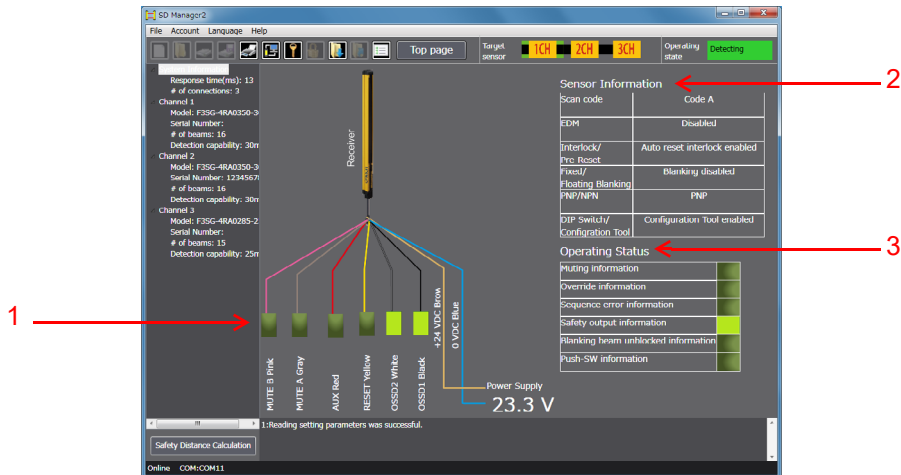 SD Manager2
File Account Language Help
Top page
Target sensor
1CH
2CH
3CH
Operating state
Detecting
Response time(ms): 13
# of connections: 3
Channel 1
Model: F3SG-4RA0350-3
Serial Number:
# of beams: 16
Detection capability: 30m
Channel 2
Model: F3SG-4RA0350-3
Serial Number: 1234567
# of beams: 16
Detection capability: 30m
Channel 3
Model: F3SG-4RA0285-2
Serial Number:
# of beams: 15
Detection capability: 25m
Receiver
MUTE B Pink
MUTE A Gray
AUX Red
RESET Yellow
OSSD2 White
OSSD1 Black
+24 VDC Brow
0 VDC Blue
Power Supply
23.3 V
Sensor Information
Scan code Code A
EDM Disabled
Interlock/ Auto reset interlock enabled
Pre Reset
Fixed/ Blanking disabled
Floating Blanking
PNP/NPN PNP
DIP Switch/ Configuration Tool enabled
Configration Tool
Operating Status
Muting information
Override information
Sequence error information
Safety output information
Blanking beam unblocked information
Push-SW information
1:Reading setting parameters was successful.
Safety Distance Calculation
Online COM:COM11
1
2
3